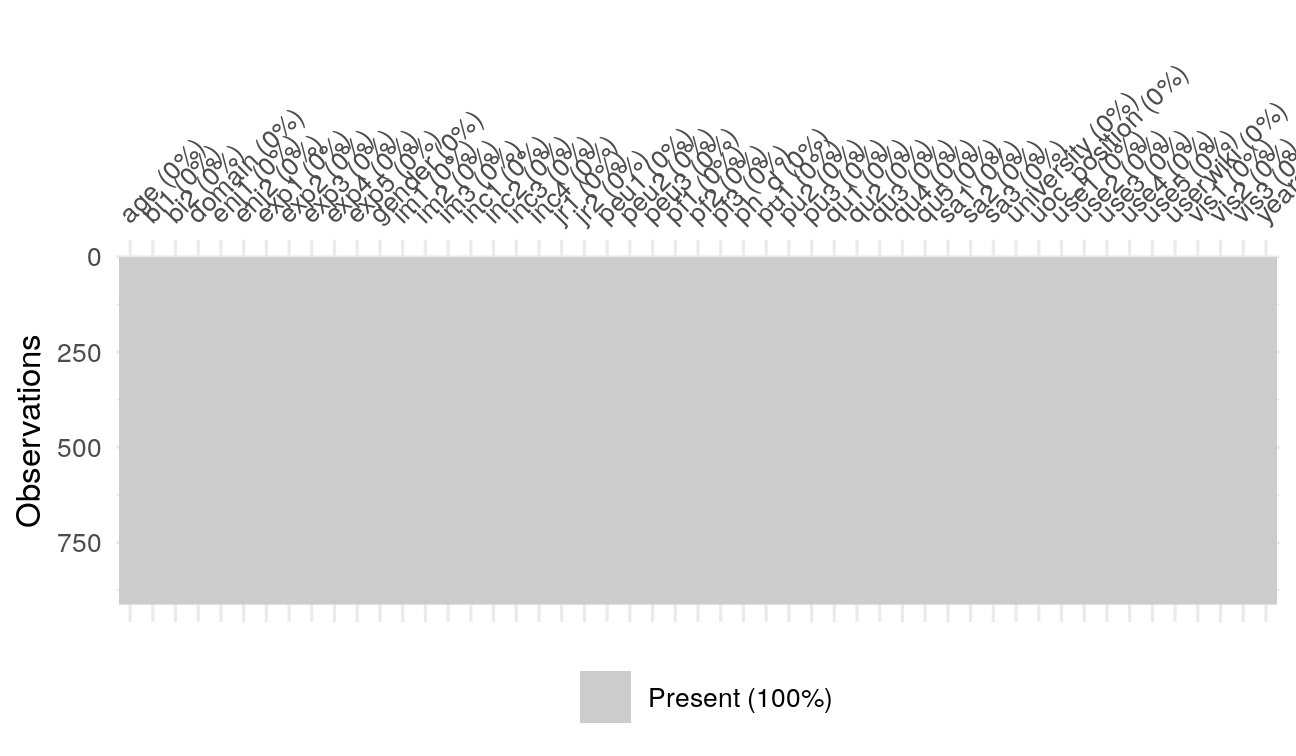 age (0%)
bi1 (0%)
bi2 (0%)
domain (0%)
enj1 (0%)
enj2 (0%)
exp1 (0%)
exp2 (0%)
exp3 (0%)
exp4 (0%)
exp5 (0%)
gender (0%)
im1 (0%)
im2 (0%)
im3 (0%)
inc1 (0%)
inc2 (0%)
inc3 (0%)
inc4 (0%)
jr1 (0%)
jr2 (0%)
peu1 (0%)
peu2 (0%)
peu3 (0%)
pf1 (0%)
pf2 (0%)
pf3 (0%)
ph_d (0%)
pu1 (0%)
pu2 (0%)
pu3 (0%)
qu1 (0%)
qu2 (0%)
qu3 (0%)
qu4 (0%)
qu5 (0%)
sa1 (0%)
sa2 (0%)
sa3 (0%)
university (0%)
uoc_position (0%)
use1 (0%)
use2 (0%)
use3 (0%)
use4 (0%)
use5 (0%)
userwiki (0%)
vis1 (0%)
vis2 (0%)
vis3 (0%)
0
250
500
750
Observations
Present (100%)